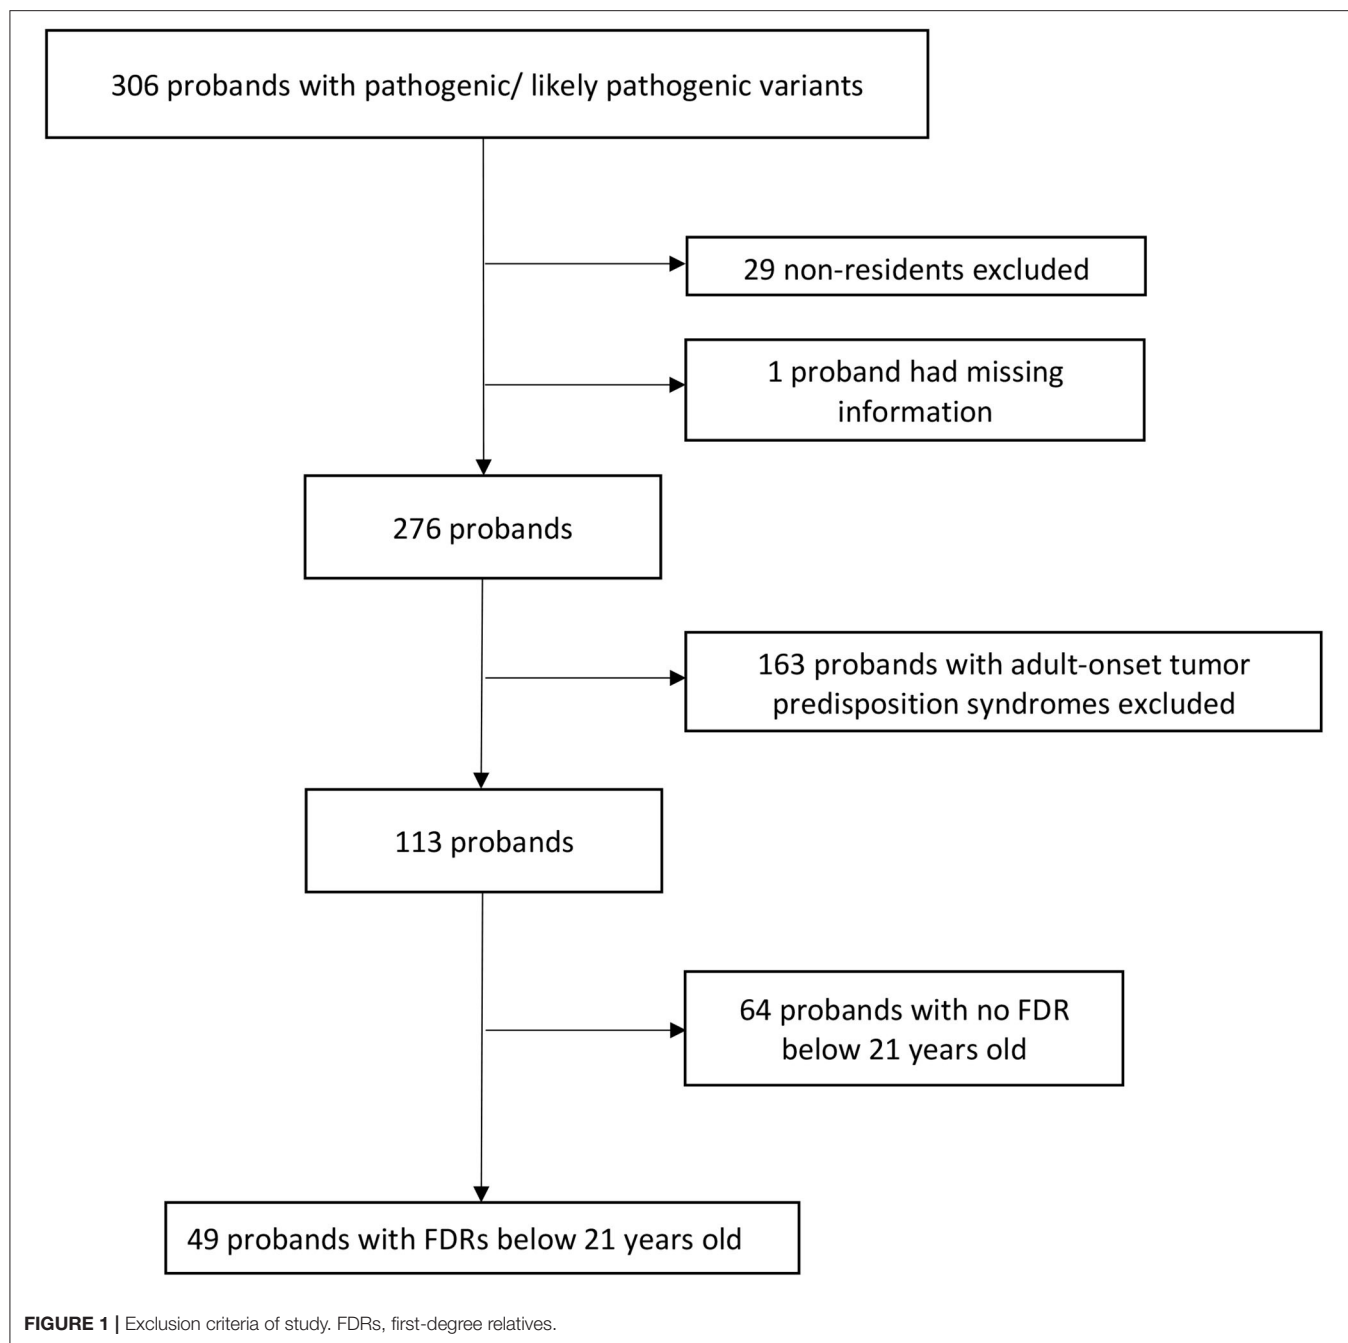 306 probands with pathogenic/ likely pathogenic variants
29 non-residents excluded
1 proband had missing
information
276 probands
163 probands with adult-onset tumor
predisposition syndromes excluded
113 probands
64 probands with no FDR
below 21 years old
49 probands with FDRs below 21 years old
FIGURE 1 | Exclusion criteria of study. FDRs, first-degree relatives.